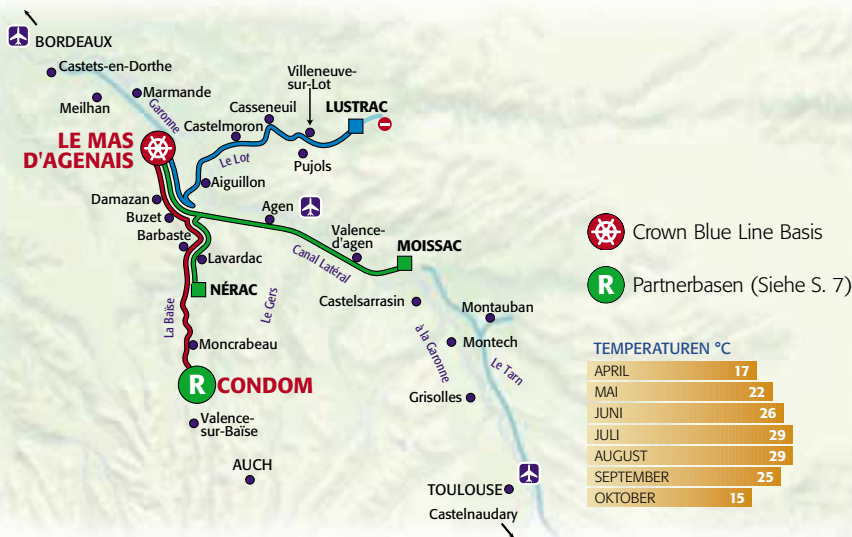 BORDEAUX
Castets-en-Dorthe
Marmande
Meilhan
Garonne
Villeneuve-
sur-Lot
Casseneuil
LUSTRAC
Castelmoron
LE MAS
D'AGENAIS
Le Lot
Pujols
Aiguillon
Damazan
Agen
Buzet
Barbaste
Valence-
d'agen
MOISSAC
Lavardac
Canal Latéral
NÉRAC
Le Gers
La Baïse
Castelsarrasin
Montauban
à la Garonne
Montech
Moncrabeau
Le Tarn
R
CONDOM
Grisolles
Valence-
sur-Baïse
AUCH
TOULOUSE
Castelnaudary
Crown Blue Line Basis
R
Partnerbasen (Siehe S. 7)
TEMPERATUREN °C
APRIL 17
MAI 22
JUNI 26
JULI 29
AUGUST 29
SEPTEMBER 25
OKTOBER 15